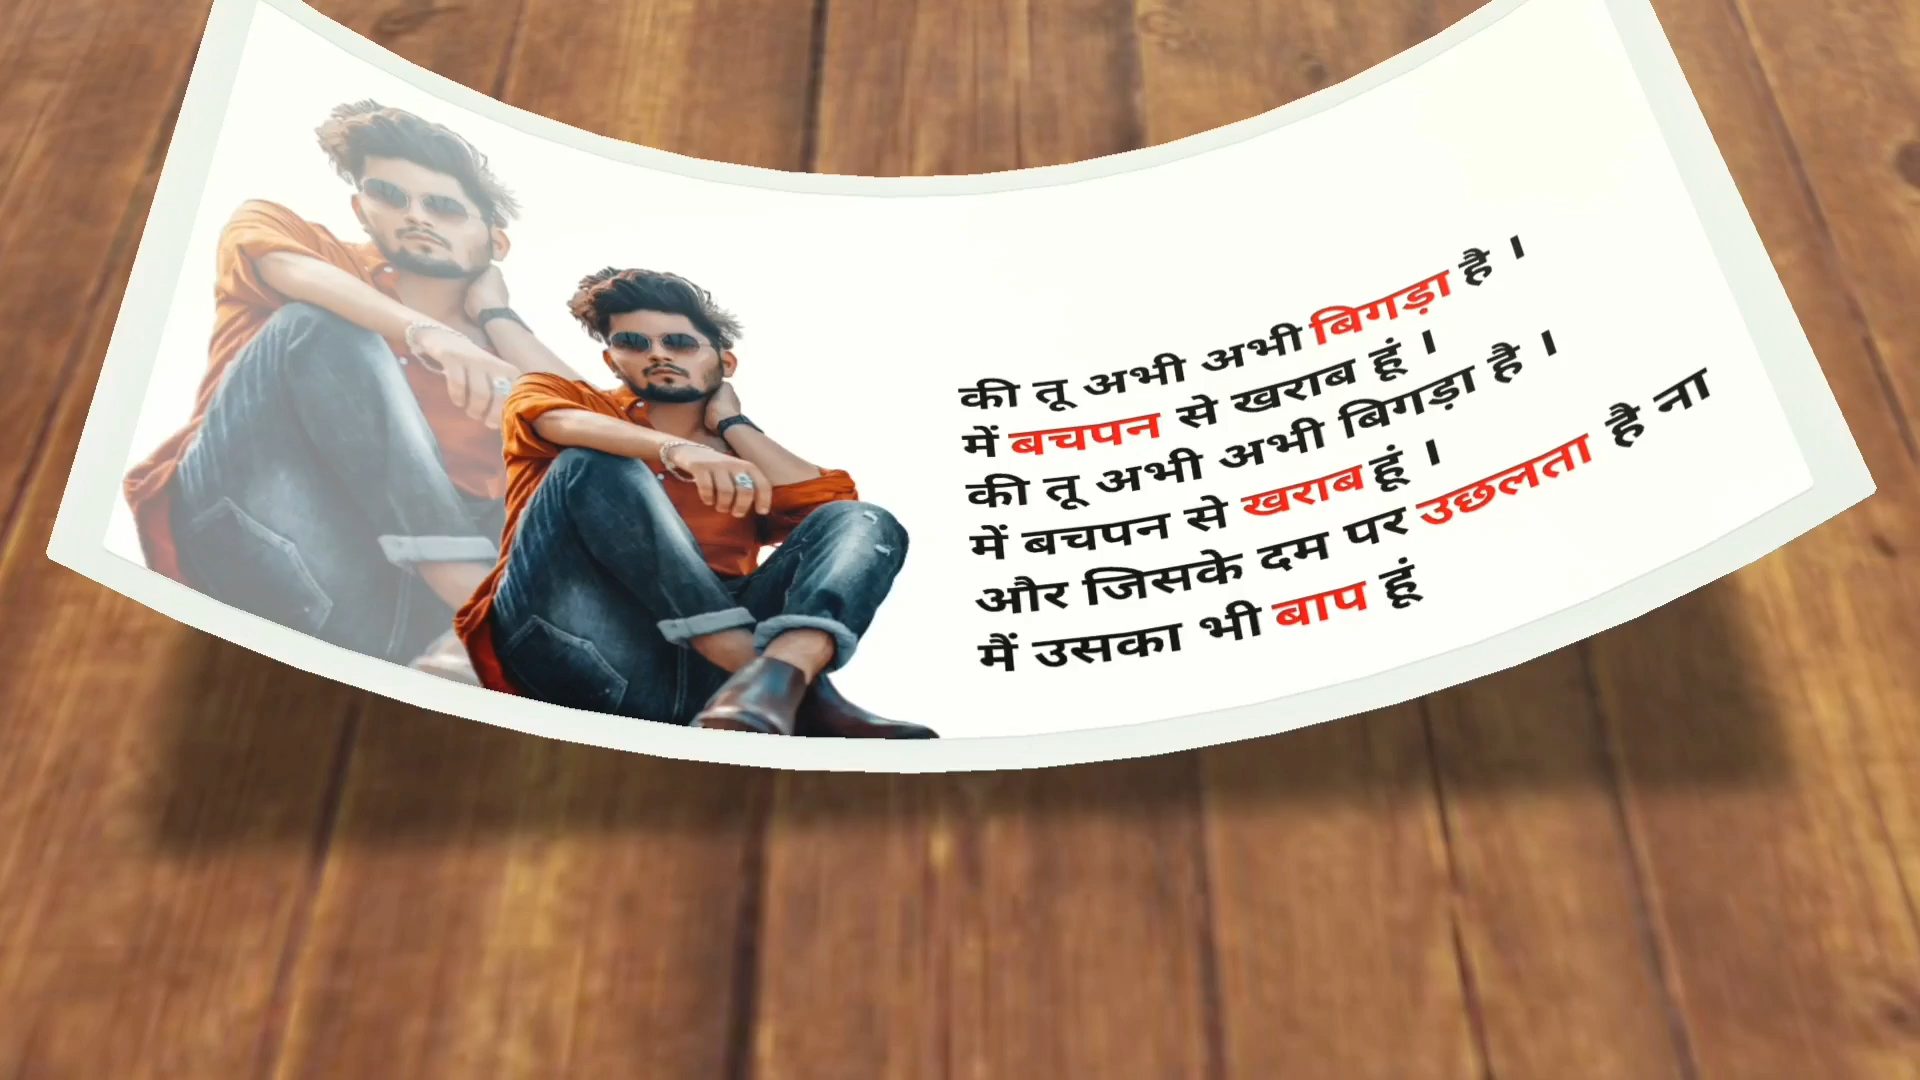 की तू अभी अभी बिगड़ा है ।
में बचपन से खराब हूं ।
की तू अभी अभी बिगड़ा है ।
में बचपन से खराब हूं ।
और जिसके दम पर उछलता है ना
मैं उसका भी बाप हूं